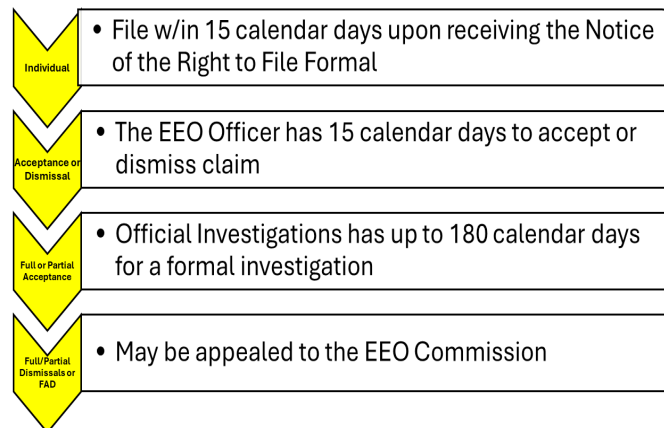 Individual
• File w/in 15 calendar days upon receiving the Notice
of the Right to File Formal
Acceptance or
Dismissal
• The EEO Officer has 15 calendar days to accept or
dismiss claim
Full or Partial
Acceptance
• Official Investigations has up to 180 calendar days
for a formal investigation
Full/Partial
Dismissals or
FAD
• May be appealed to the EEO Commission